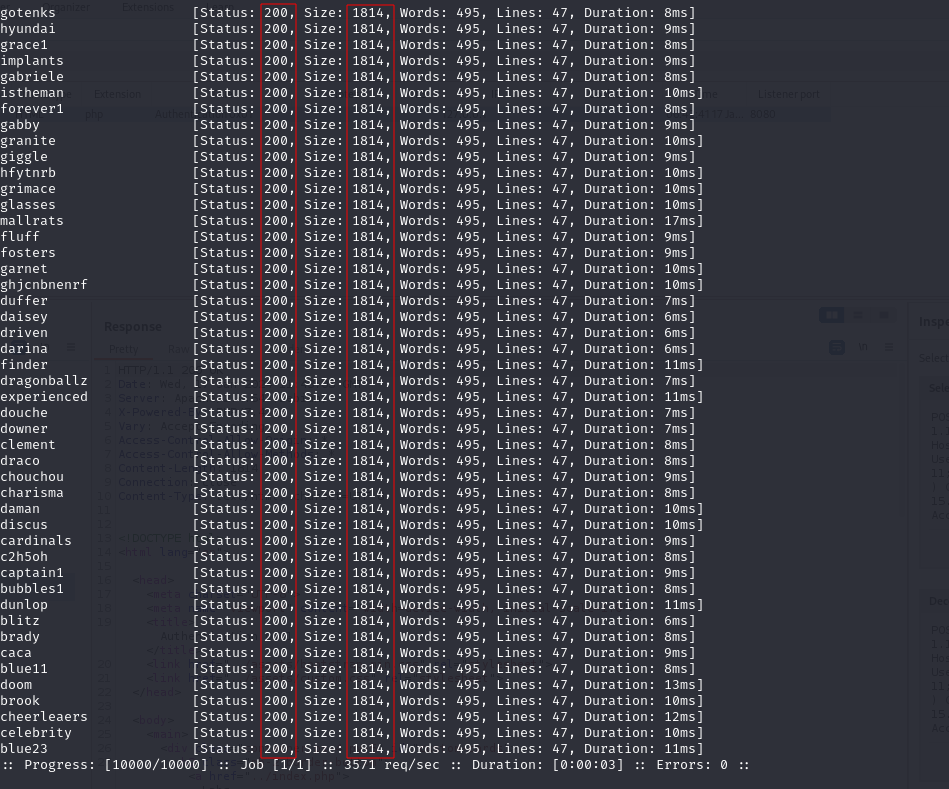 gotenks [Status: 200, Size: 1814, Words: 495, Lines: 47, Duration: 8ms]
hyundai [Status: 200, Size: 1814, Words: 495, Lines: 47, Duration: 9ms]
grace1 [Status: 200, Size: 1814, Words: 495, Lines: 47, Duration: 8ms]
implants [Status: 200, Size: 1814, Words: 495, Lines: 47, Duration: 9ms]
gabriele [Status: 200, Size: 1814, Words: 495, Lines: 47, Duration: 8ms]
istheman [Status: 200, Size: 1814, Words: 495, Lines: 47, Duration: 10ms]
forever1 [Status: 200, Size: 1814, Words: 495, Lines: 47, Duration: 8ms]
gabby [Status: 200, Size: 1814, Words: 495, Lines: 47, Duration: 9ms]
granite [Status: 200, Size: 1814, Words: 495, Lines: 47, Duration: 10ms]
giggle [Status: 200, Size: 1814, Words: 495, Lines: 47, Duration: 9ms]
hfytnrb [Status: 200, Size: 1814, Words: 495, Lines: 47, Duration: 10ms]
grimace [Status: 200, Size: 1814, Words: 495, Lines: 47, Duration: 10ms]
glasses [Status: 200, Size: 1814, Words: 495, Lines: 47, Duration: 10ms]
mallrats [Status: 200, Size: 1814, Words: 495, Lines: 47, Duration: 17ms]
fluff [Status: 200, Size: 1814, Words: 495, Lines: 47, Duration: 9ms]
fosters [Status: 200, Size: 1814, Words: 495, Lines: 47, Duration: 9ms]
garnet [Status: 200, Size: 1814, Words: 495, Lines: 47, Duration: 10ms]
ghjcnbnenrf [Status: 200, Size: 1814, Words: 495, Lines: 47, Duration: 10ms]
duffer [Status: 200, Size: 1814, Words: 495, Lines: 47, Duration: 7ms]
daisey [Status: 200, Size: 1814, Words: 495, Lines: 47, Duration: 6ms]
driven [Status: 200, Size: 1814, Words: 495, Lines: 47, Duration: 6ms]
darina [Status: 200, Size: 1814, Words: 495, Lines: 47, Duration: 6ms]
finder [Status: 200, Size: 1814, Words: 495, Lines: 47, Duration: 11ms]
dragonballz [Status: 200, Size: 1814, Words: 495, Lines: 47, Duration: 7ms]
experienced [Status: 200, Size: 1814, Words: 495, Lines: 47, Duration: 11ms]
douche [Status: 200, Size: 1814, Words: 495, Lines: 47, Duration: 7ms]
downer [Status: 200, Size: 1814, Words: 495, Lines: 47, Duration: 7ms]
clement [Status: 200, Size: 1814, Words: 495, Lines: 47, Duration: 8ms]
draco [Status: 200, Size: 1814, Words: 495, Lines: 47, Duration: 8ms]
chouchou [Status: 200, Size: 1814, Words: 495, Lines: 47, Duration: 9ms]
charisma [Status: 200, Size: 1814, Words: 495, Lines: 47, Duration: 8ms]
daman [Status: 200, Size: 1814, Words: 495, Lines: 47, Duration: 10ms]
discus [Status: 200, Size: 1814, Words: 495, Lines: 47, Duration: 10ms]
cardinals [Status: 200, Size: 1814, Words: 495, Lines: 47, Duration: 9ms]
c2h5oh [Status: 200, Size: 1814, Words: 495, Lines: 47, Duration: 8ms]
captain1 [Status: 200, Size: 1814, Words: 495, Lines: 47, Duration: 9ms]
bubbles1 [Status: 200, Size: 1814, Words: 495, Lines: 47, Duration: 8ms]
dunlop [Status: 200, Size: 1814, Words: 495, Lines: 47, Duration: 11ms]
blitz [Status: 200, Size: 1814, Words: 495, Lines: 47, Duration: 6ms]
brady [Status: 200, Size: 1814, Words: 495, Lines: 47, Duration: 8ms]
caca [Status: 200, Size: 1814, Words: 495, Lines: 47, Duration: 9ms]
blue11 [Status: 200, Size: 1814, Words: 495, Lines: 47, Duration: 8ms]
doom [Status: 200, Size: 1814, Words: 495, Lines: 47, Duration: 13ms]
brook [Status: 200, Size: 1814, Words: 495, Lines: 47, Duration: 10ms]
cheerleaers [Status: 200, Size: 1814, Words: 495, Lines: 47, Duration: 12ms]
celebrity [Status: 200, Size: 1814, Words: 495, Lines: 47, Duration: 10ms]
blue23 [Status: 200, Size: 1814, Words: 495, Lines: 47, Duration: 11ms]
:: Progress: [10000/10000] :: Job [1/1] :: 3571 req/sec :: Duration: [0:00:03] :: Errors: 0 ::